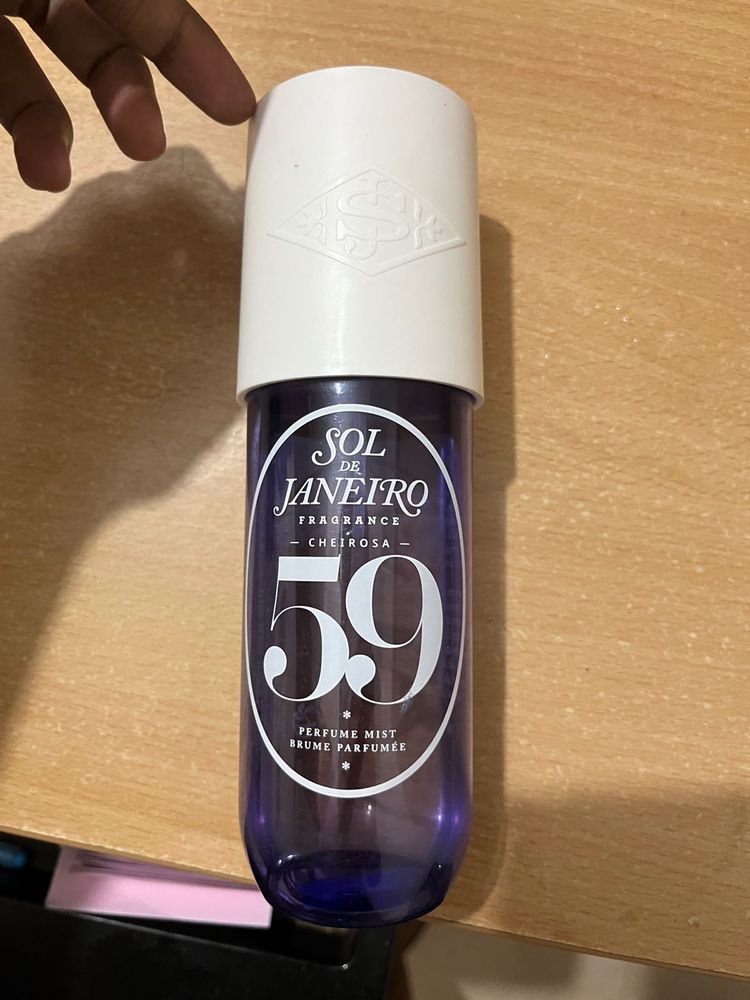 SOL
DE
JANEIRO
FRAGRANCE
— CHEIROSA —
59
*
PERFUME MIST
BRUME PARFUMÉE
*